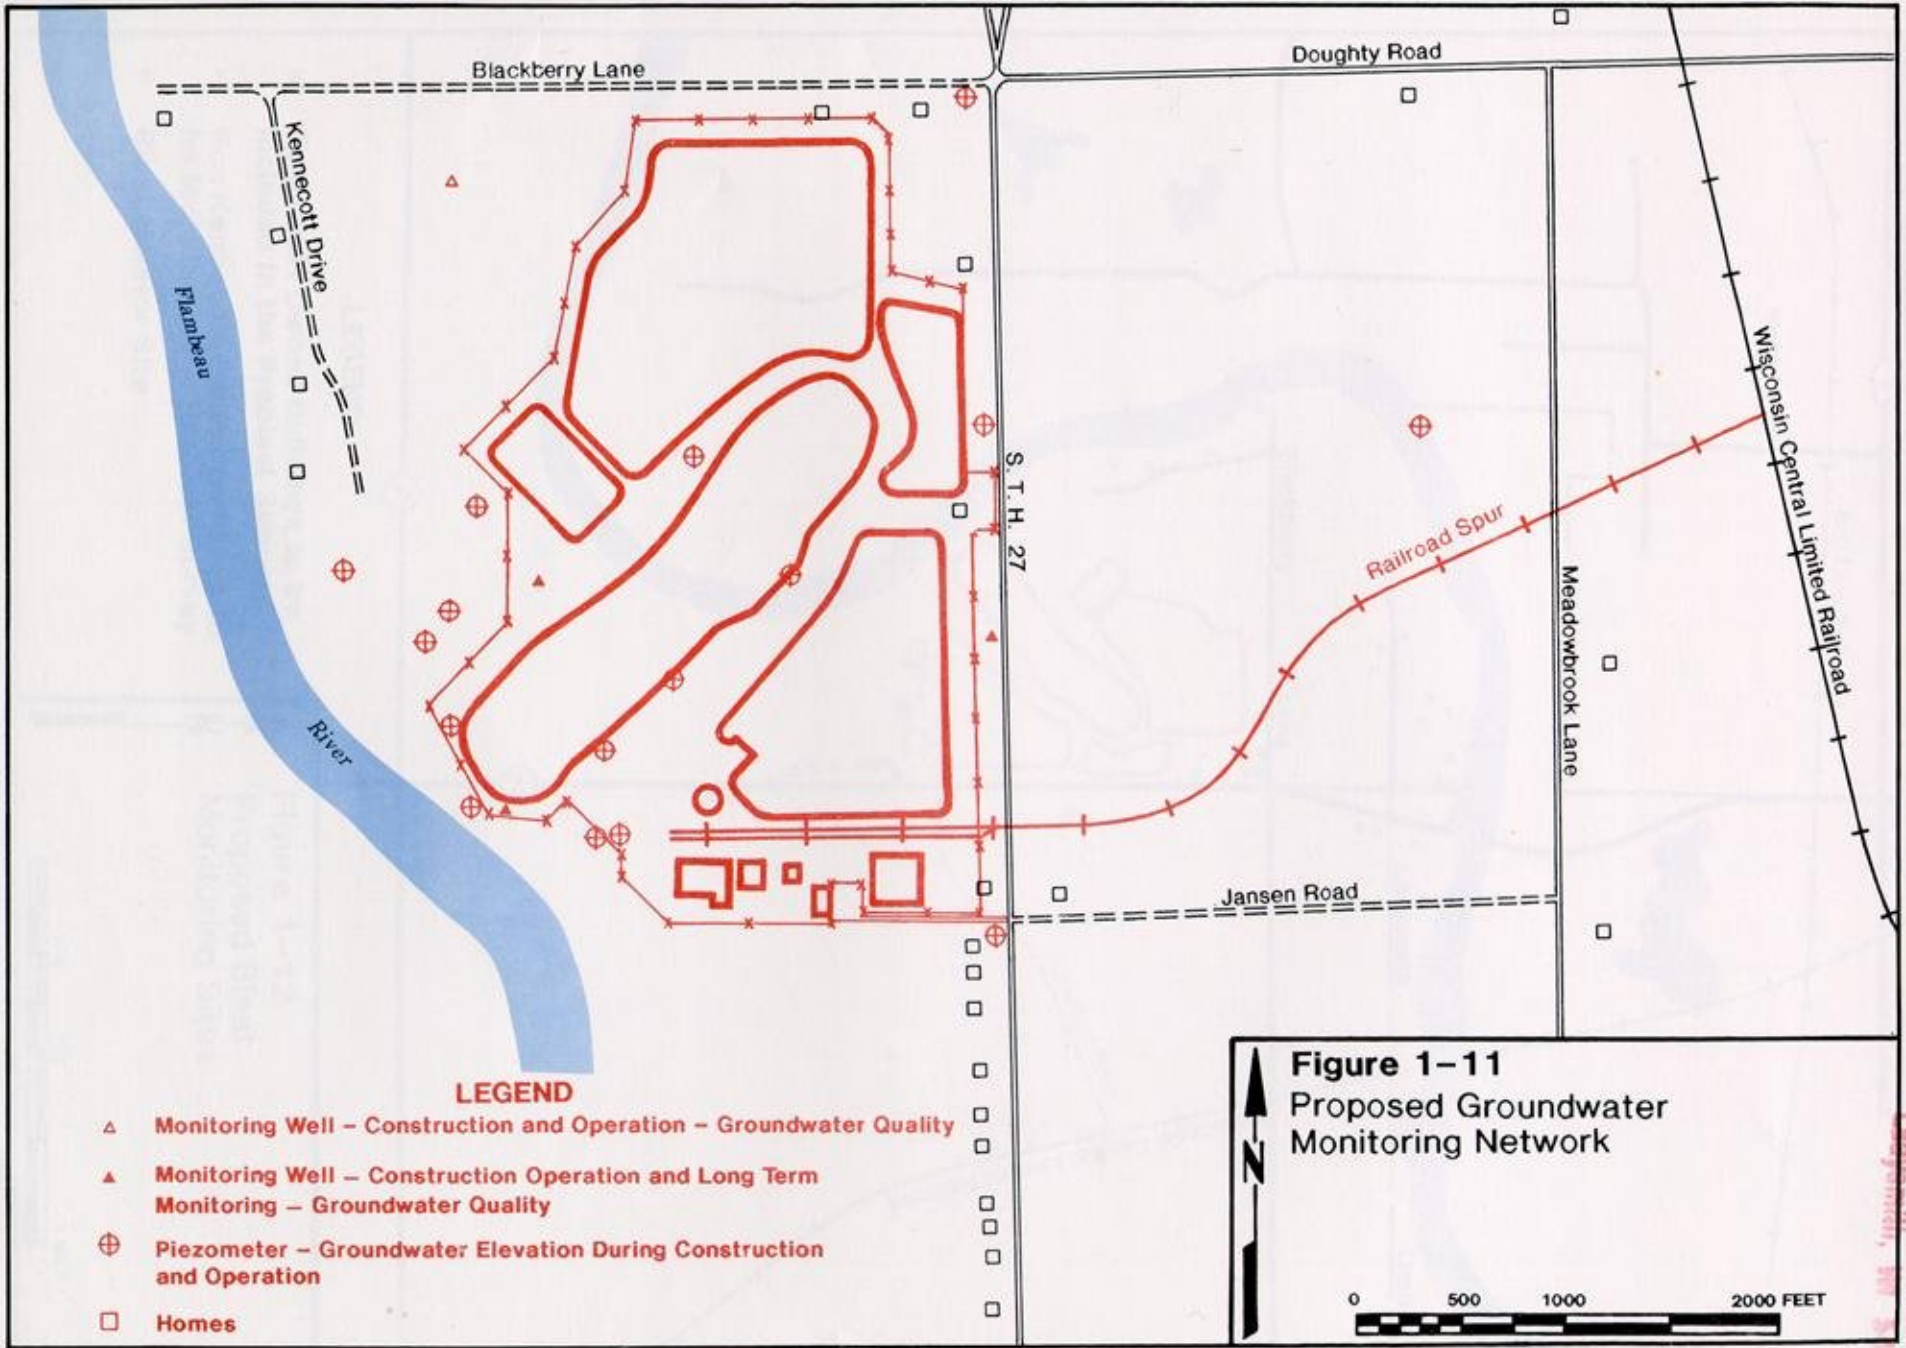 Blackberry Lane
Doughty Road
Kennecott Drive
Flambeau
River
S. T. H. 27
Railroad Spur
Wisconsin Central Limited Railroad
Meadowbrook Lane
Jansen Road
LEGEND
△ Monitoring Well – Construction and Operation – Groundwater Quality
▲ Monitoring Well – Construction Operation and Long Term
Monitoring – Groundwater Quality
⊕ Piezometer – Groundwater Elevation During Construction
and Operation
□ Homes
Figure 1-11
Proposed Groundwater
Monitoring Network
N
0 500 1000 2000 FEET